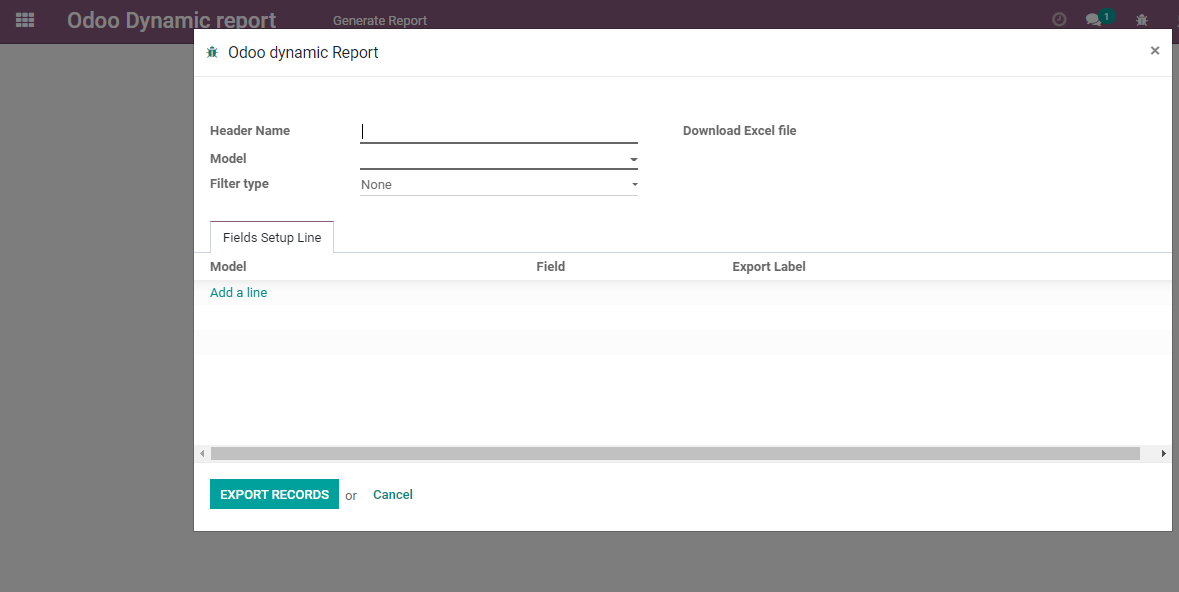 Odoo Dynamic report Generate Report 1
Odoo dynamic Report ×
Header Name Download Excel file
Model
Filter type None
Fields Setup Line
Model Field Export Label
Add a line
EXPORT RECORDS or Cancel